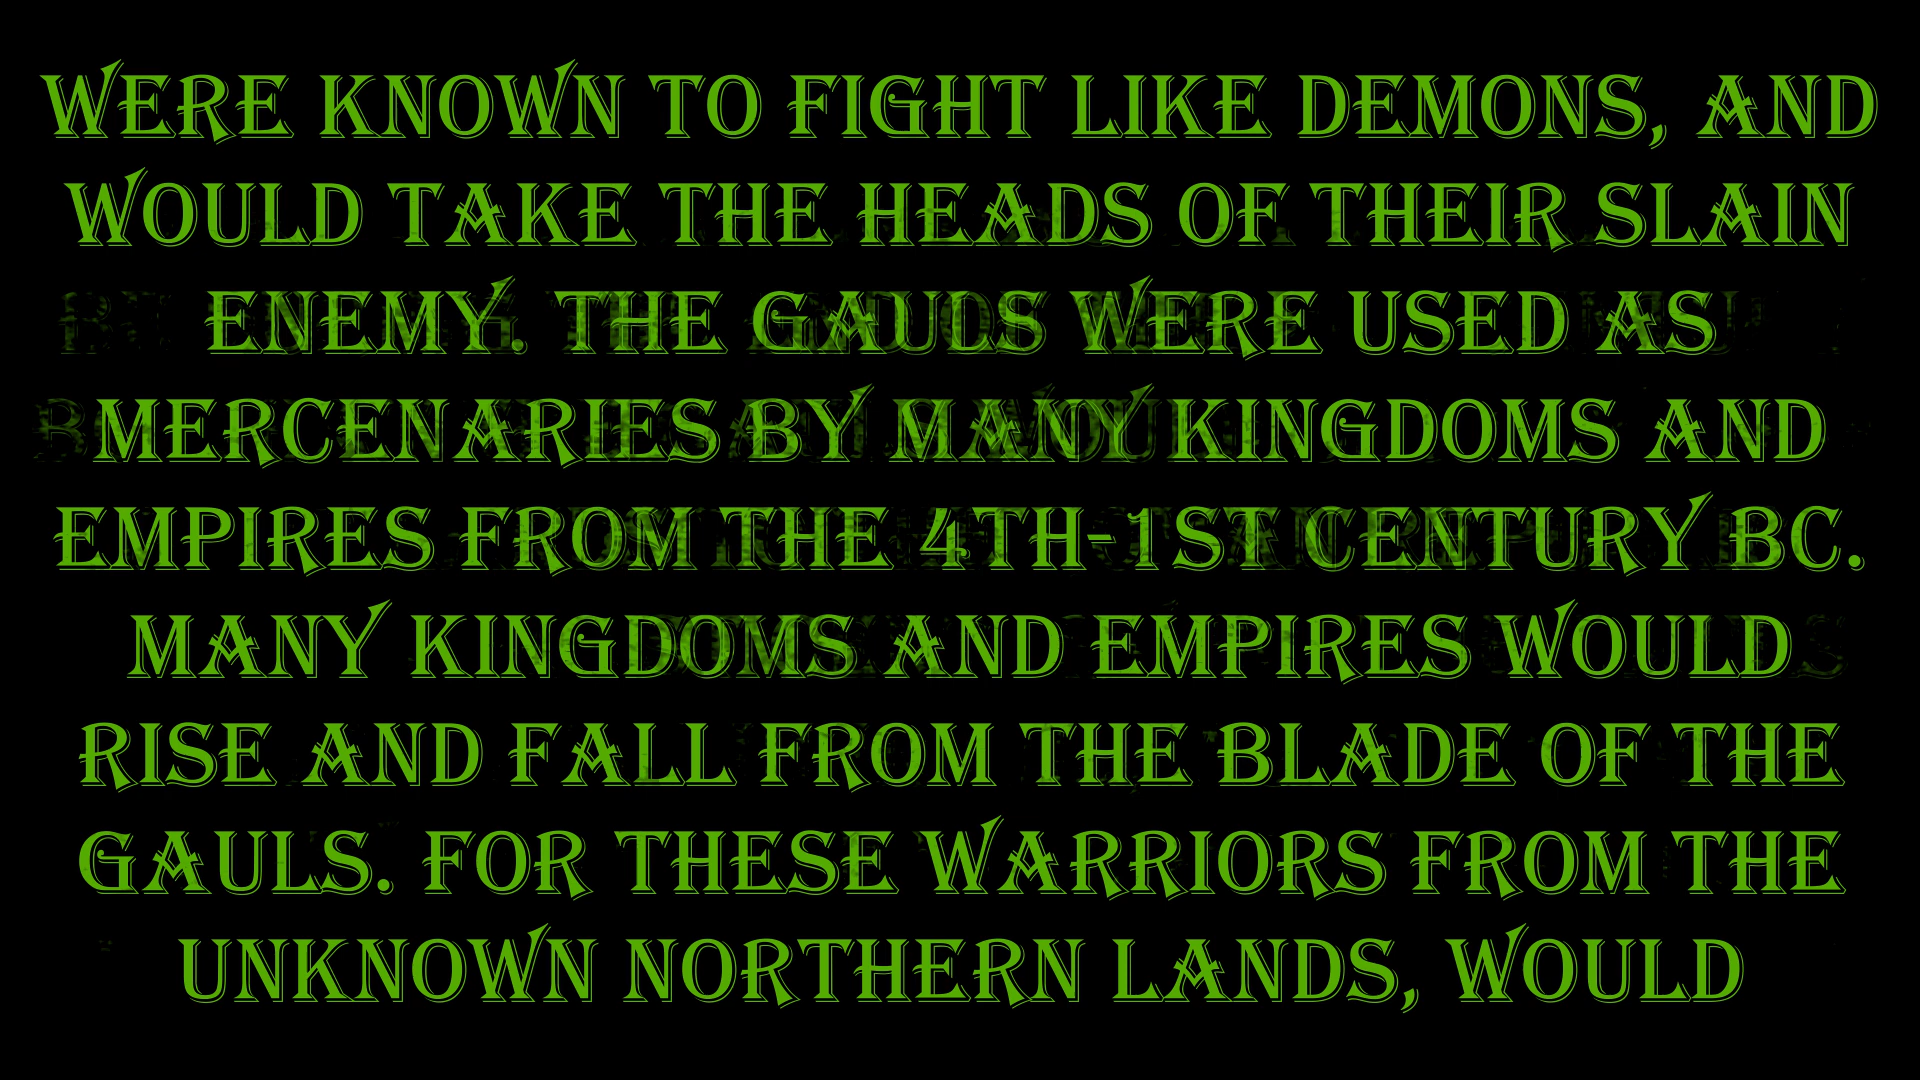 WERE KNOWN TO FIGHT LIKE DEMONS, AND
WOULD TAKE THE HEADS OF THEIR SLAIN
ENEMY. THE GAULS WERE USED AS
MERCENARIES BY MANY KINGDOMS AND
EMPIRES FROM THE 4TH-1ST CENTURY BC.
MANY KINGDOMS AND EMPIRES WOULD
RISE AND FALL FROM THE BLADE OF THE
GAULS. FOR THESE WARRIORS FROM THE
UNKNOWN NORTHERN LANDS, WOULD